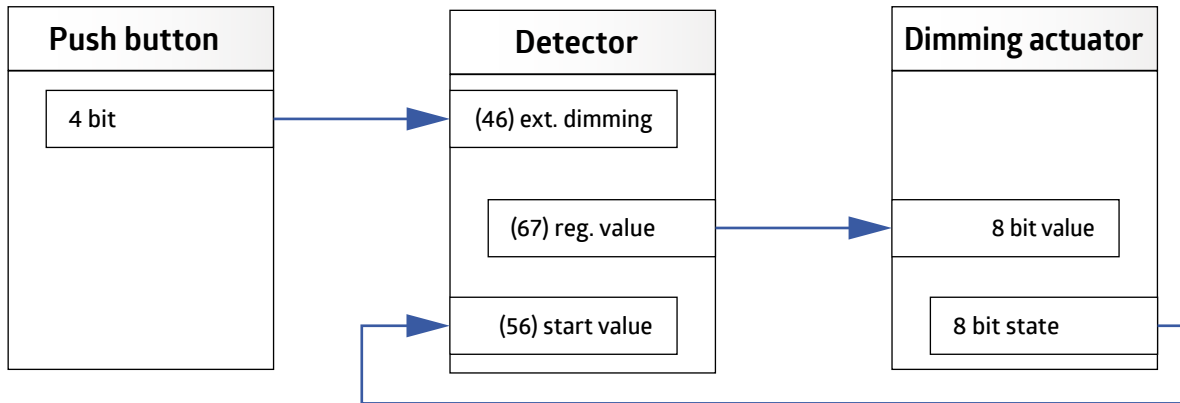 Push button
Detector
Dimming actuator
4 bit
(46) ext. dimming
(67) reg. value
8 bit value
(56) start value
8 bit state